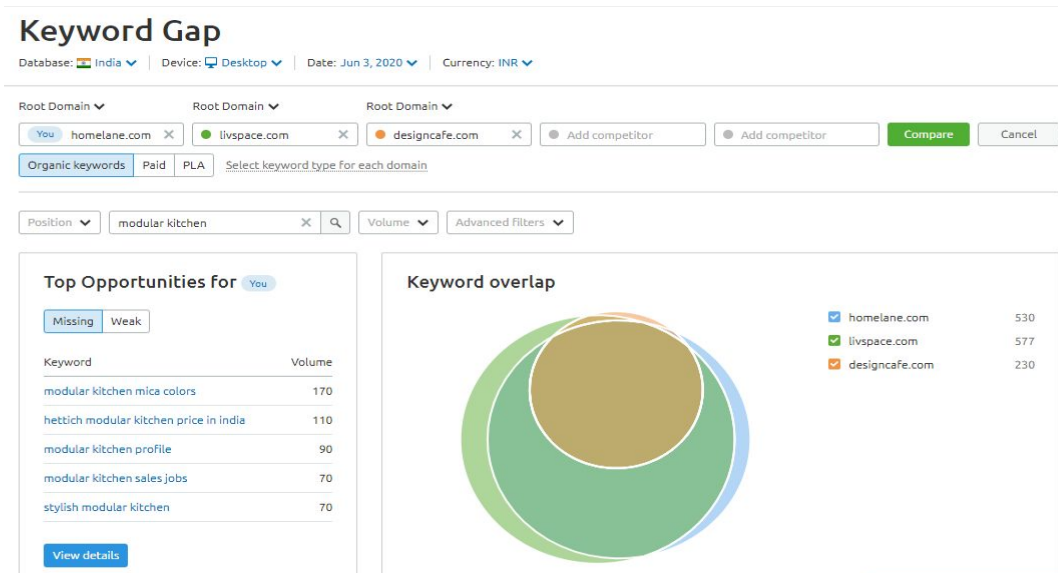 Keyword Gap
Database: India Device: Desktop Date: Jun 3, 2020 Currency: INR
Root Domain Root Domain Root Domain
You homelane.com livspace.com designcafe.com Add competitor Add competitor Compare Cancel
Organic keywords Paid PLA Select keyword type for each domain
Position modular kitchen Volume Advanced filters
Top Opportunities for You
Missing Weak
Keyword Volume
modular kitchen mica colors 170
hettich modular kitchen price in india 110
modular kitchen profile 90
modular kitchen sales jobs 70
stylish modular kitchen 70
View details
Keyword overlap
homelane.com 530
livspace.com 577
designcafe.com 230